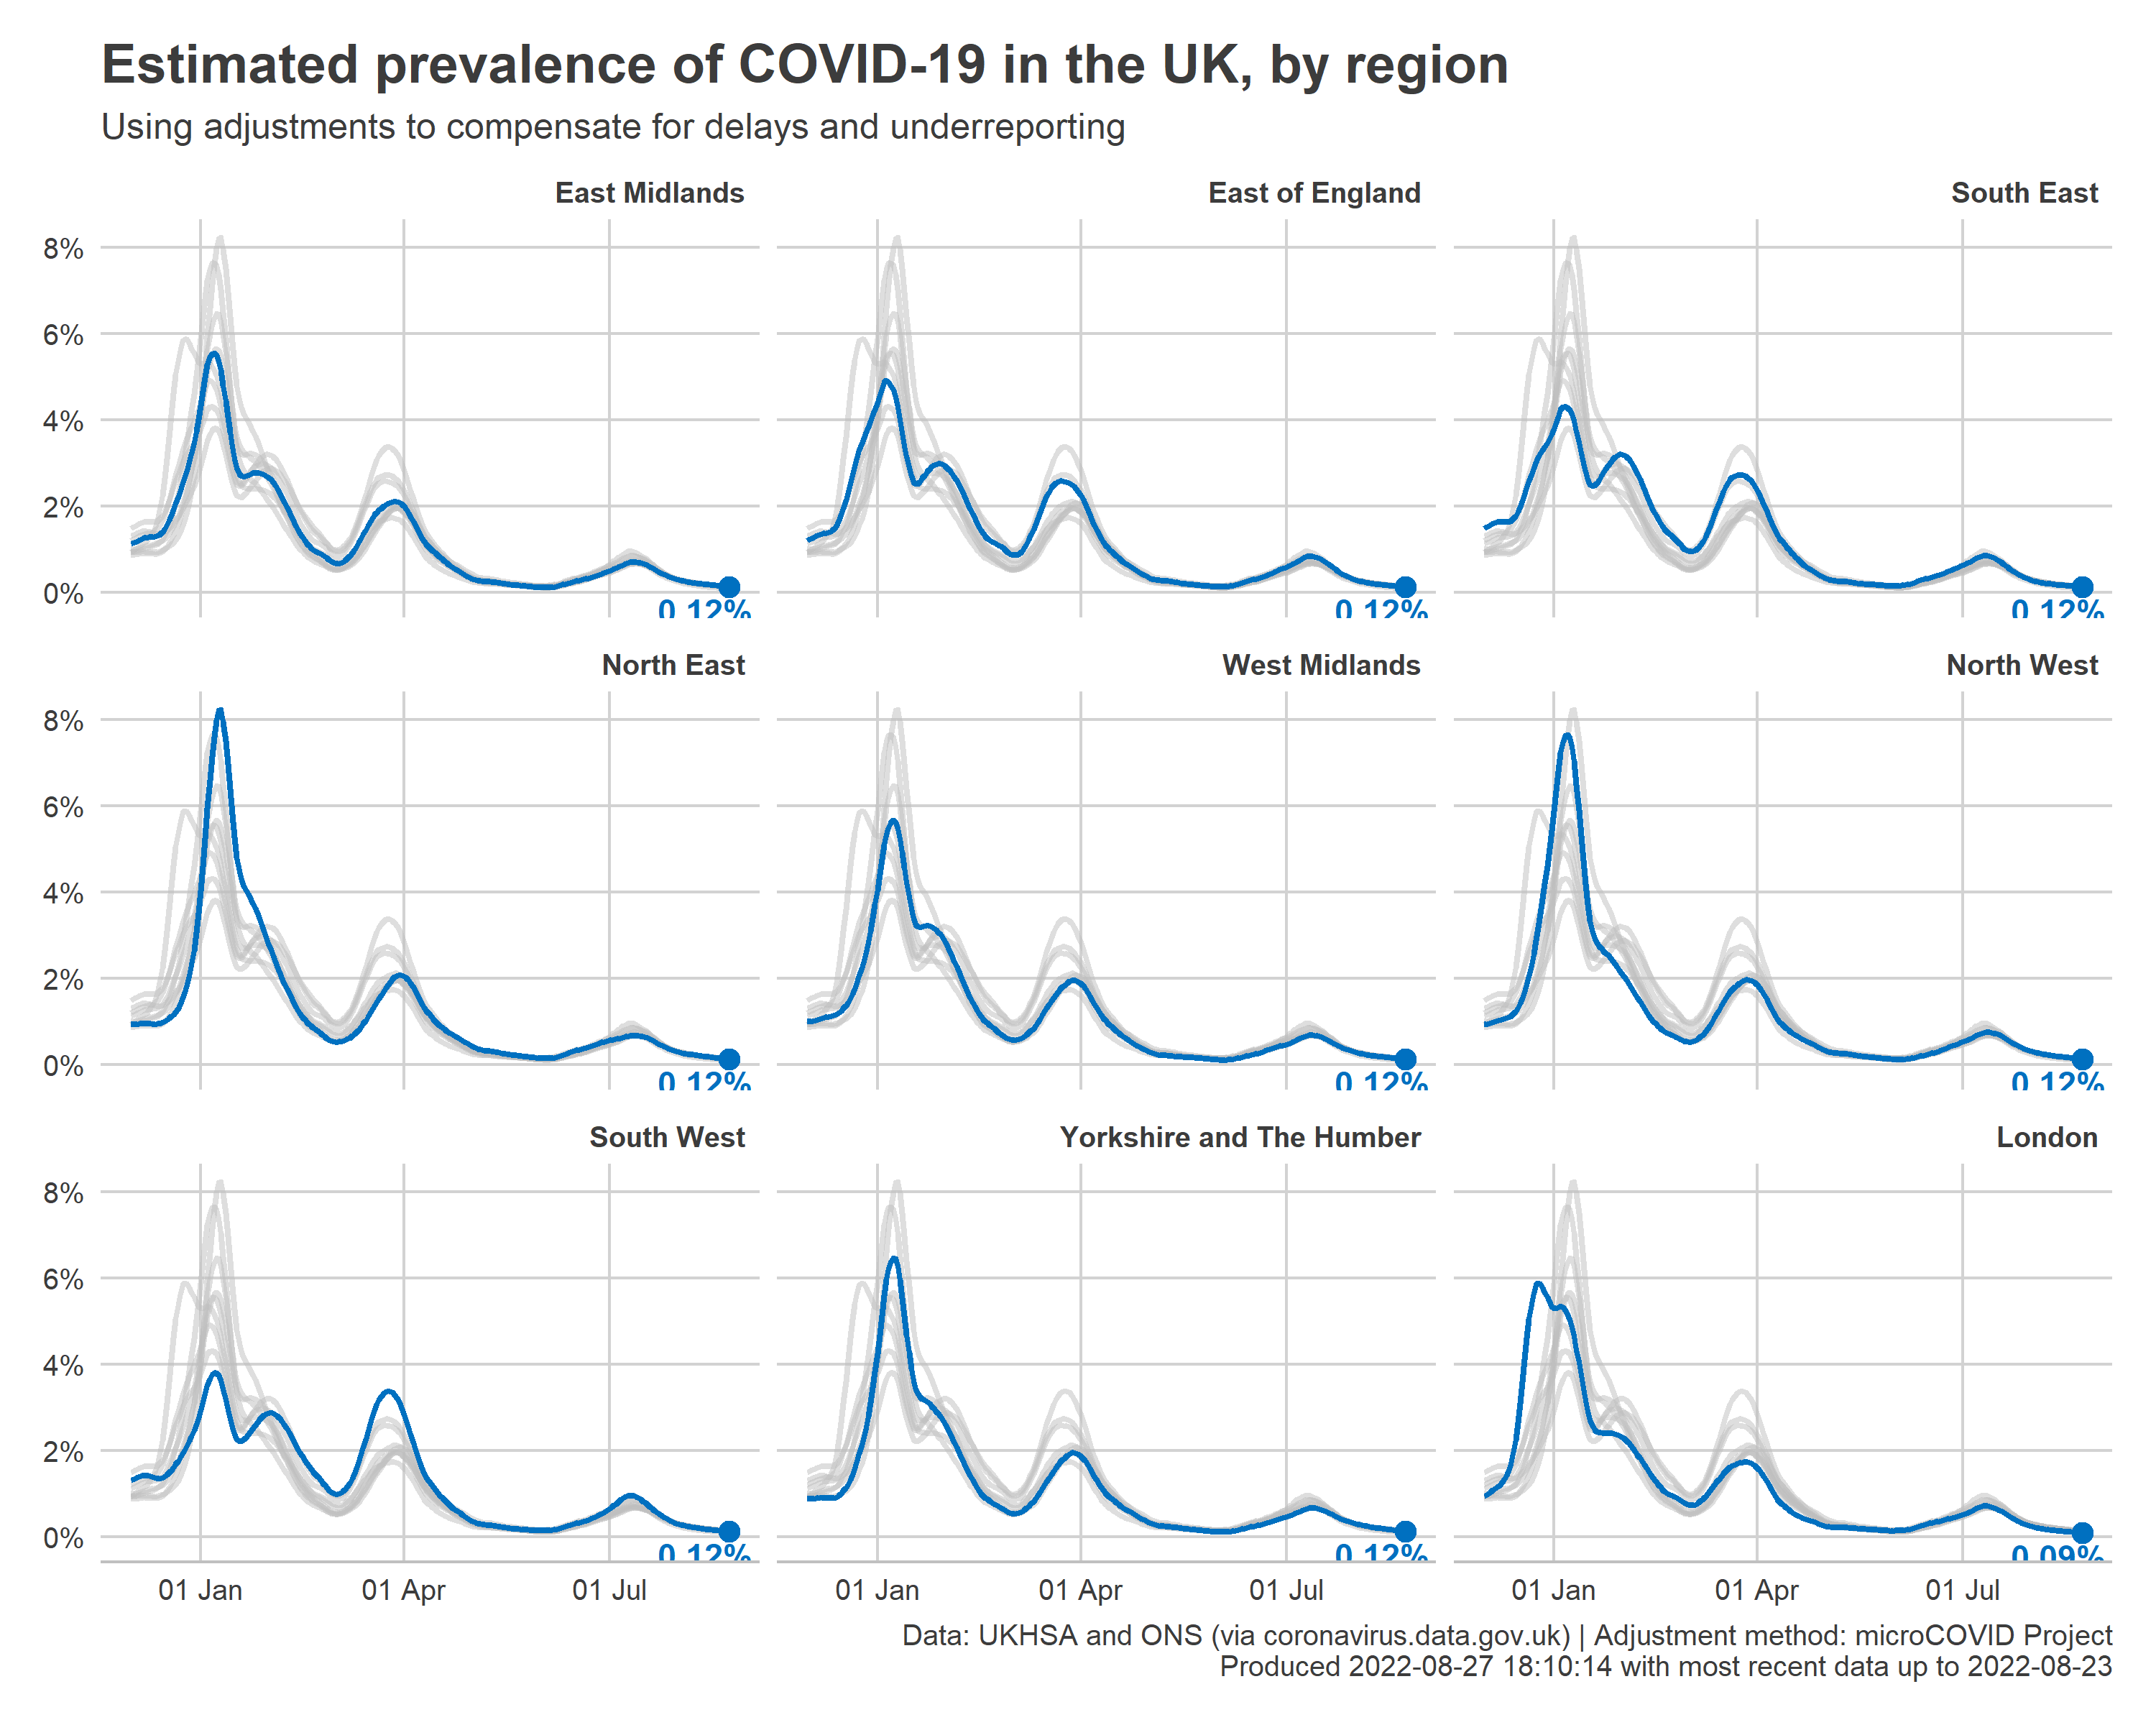 Estimated prevalence of COVID-19 in the UK, by region
Using adjustments to compensate for delays and underreporting
East Midlands
East of England
South East
8%
6%
4%
2%
0%
0.12%
0.12%
0.12%
North East
West Midlands
North West
8%
6%
4%
2%
0%
0.12%
0.12%
0.12%
South West
Yorkshire and The Humber
London
8%
6%
4%
2%
0%
0.12%
0.12%
0.09%
01 Jan 01 Apr 01 Jul 01 Jan 01 Apr 01 Jul 01 Jan 01 Apr 01 Jul
Data: UKHSA and ONS (via coronavirus.data.gov.uk) | Adjustment method: microCOVID Project
Produced 2022-08-27 18:10:14 with most recent data up to 2022-08-23